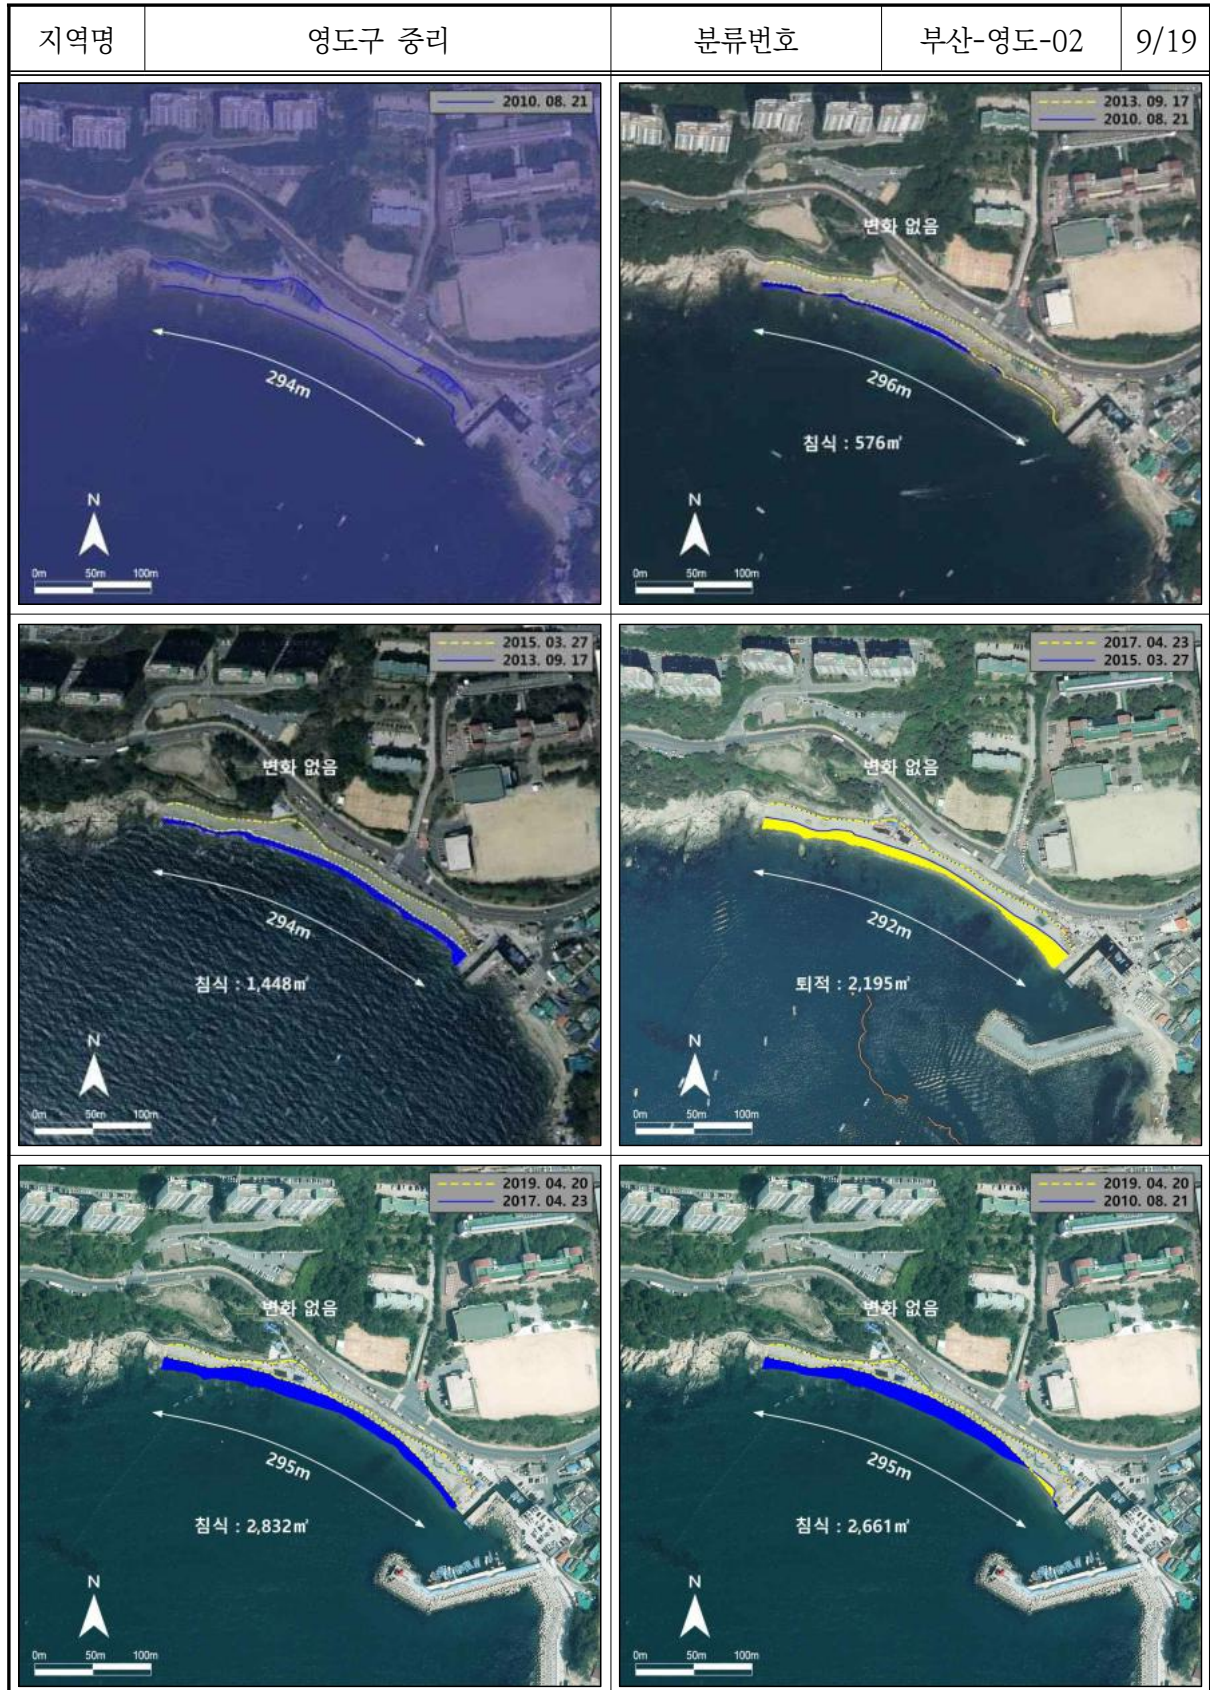 지역명 영도구 중리 분류번호 부산-영도-02 9/19
2010. 08. 21
294m
N
0m 50m 100m
2013. 09. 17
2010. 08. 21
변화 없음
296m
침식 : 576㎡
N
0m 50m 100m
2015. 03. 27
2013. 09. 17
변화 없음
294m
침식 : 1,448㎡
N
0m 50m 100m
2017. 04. 23
2015. 03. 27
변화 없음
292m
퇴적 : 2,195㎡
N
0m 50m 100m
2019. 04. 20
2017. 04. 23
변화 없음
295m
침식 : 2,832㎡
N
0m 50m 100m
2019. 04. 20
2010. 08. 21
변화 없음
295m
침식 : 2,661㎡
N
0m 50m 100m